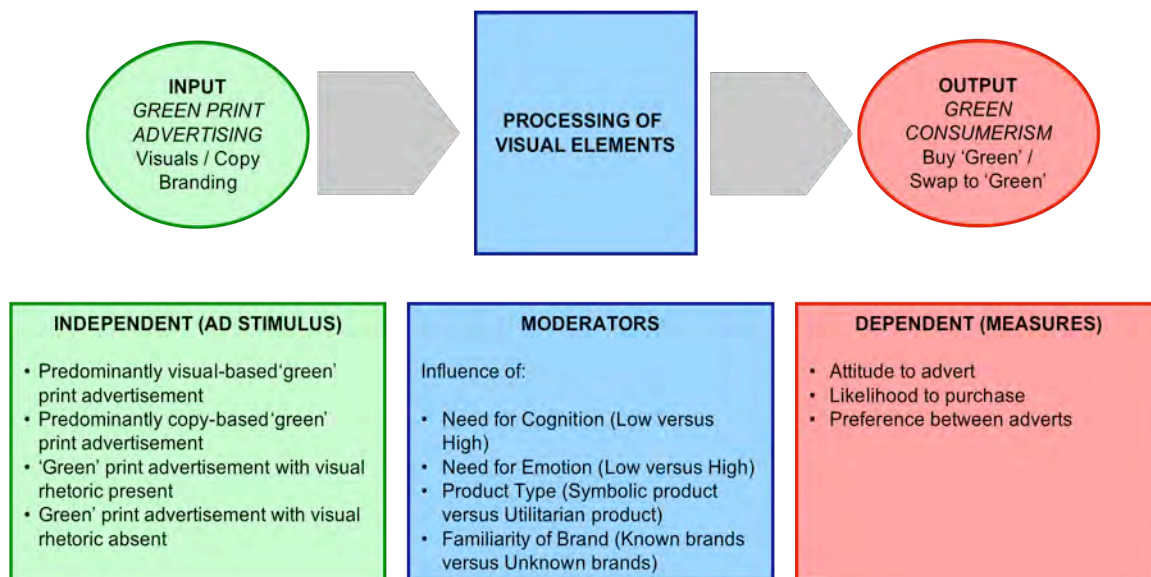 INPUT
GREEN PRINT
ADVERTISING
Visuals / Copy
Branding
PROCESSING OF
VISUAL ELEMENTS
OUTPUT
GREEN
CONSUMERISM
Buy ‘Green’ /
Swap to ‘Green’
INDEPENDENT (AD STIMULUS)
• Predominantly visual-based‘green’
print advertisement
• Predominantly copy-based‘green’
print advertisement
• ‘Green’ print advertisement with visual
rhetoric present
• Green’ print advertisement with visual
rhetoric absent
MODERATORS
Influence of:
• Need for Cognition (Low versus
High)
• Need for Emotion (Low versus High)
• Product Type (Symbolic product
versus Utilitarian product)
• Familiarity of Brand (Known brands
versus Unknown brands)
DEPENDENT (MEASURES)
• Attitude to advert
• Likelihood to purchase
• Preference between adverts